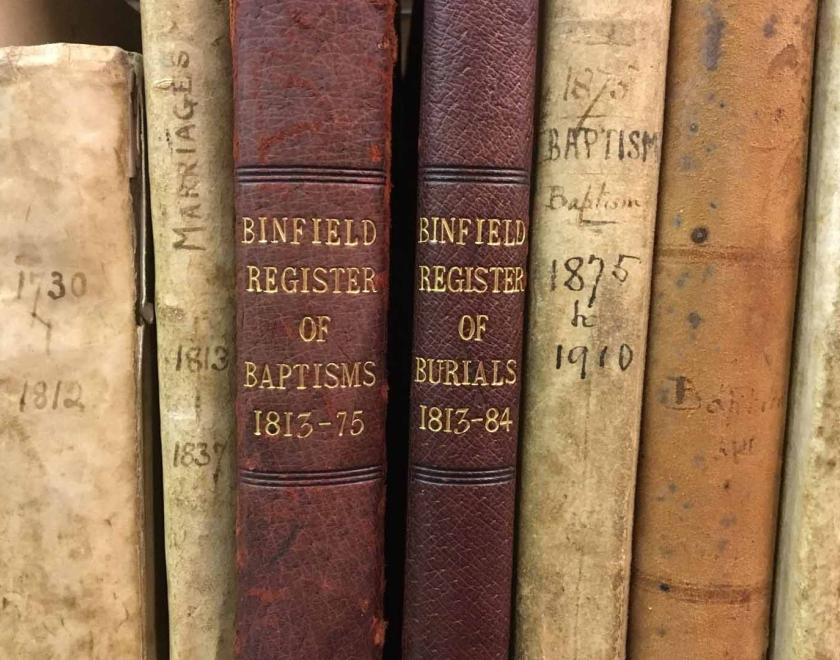 1730
1812
MARRIAGES
1813
1837
BINFIELD
REGISTER
OF
BAPTISMS
1813-75
BINFIELD
REGISTER
OF
BURIALS
1813-84
1875
BAPTISM
Baptism
1875
to
1910